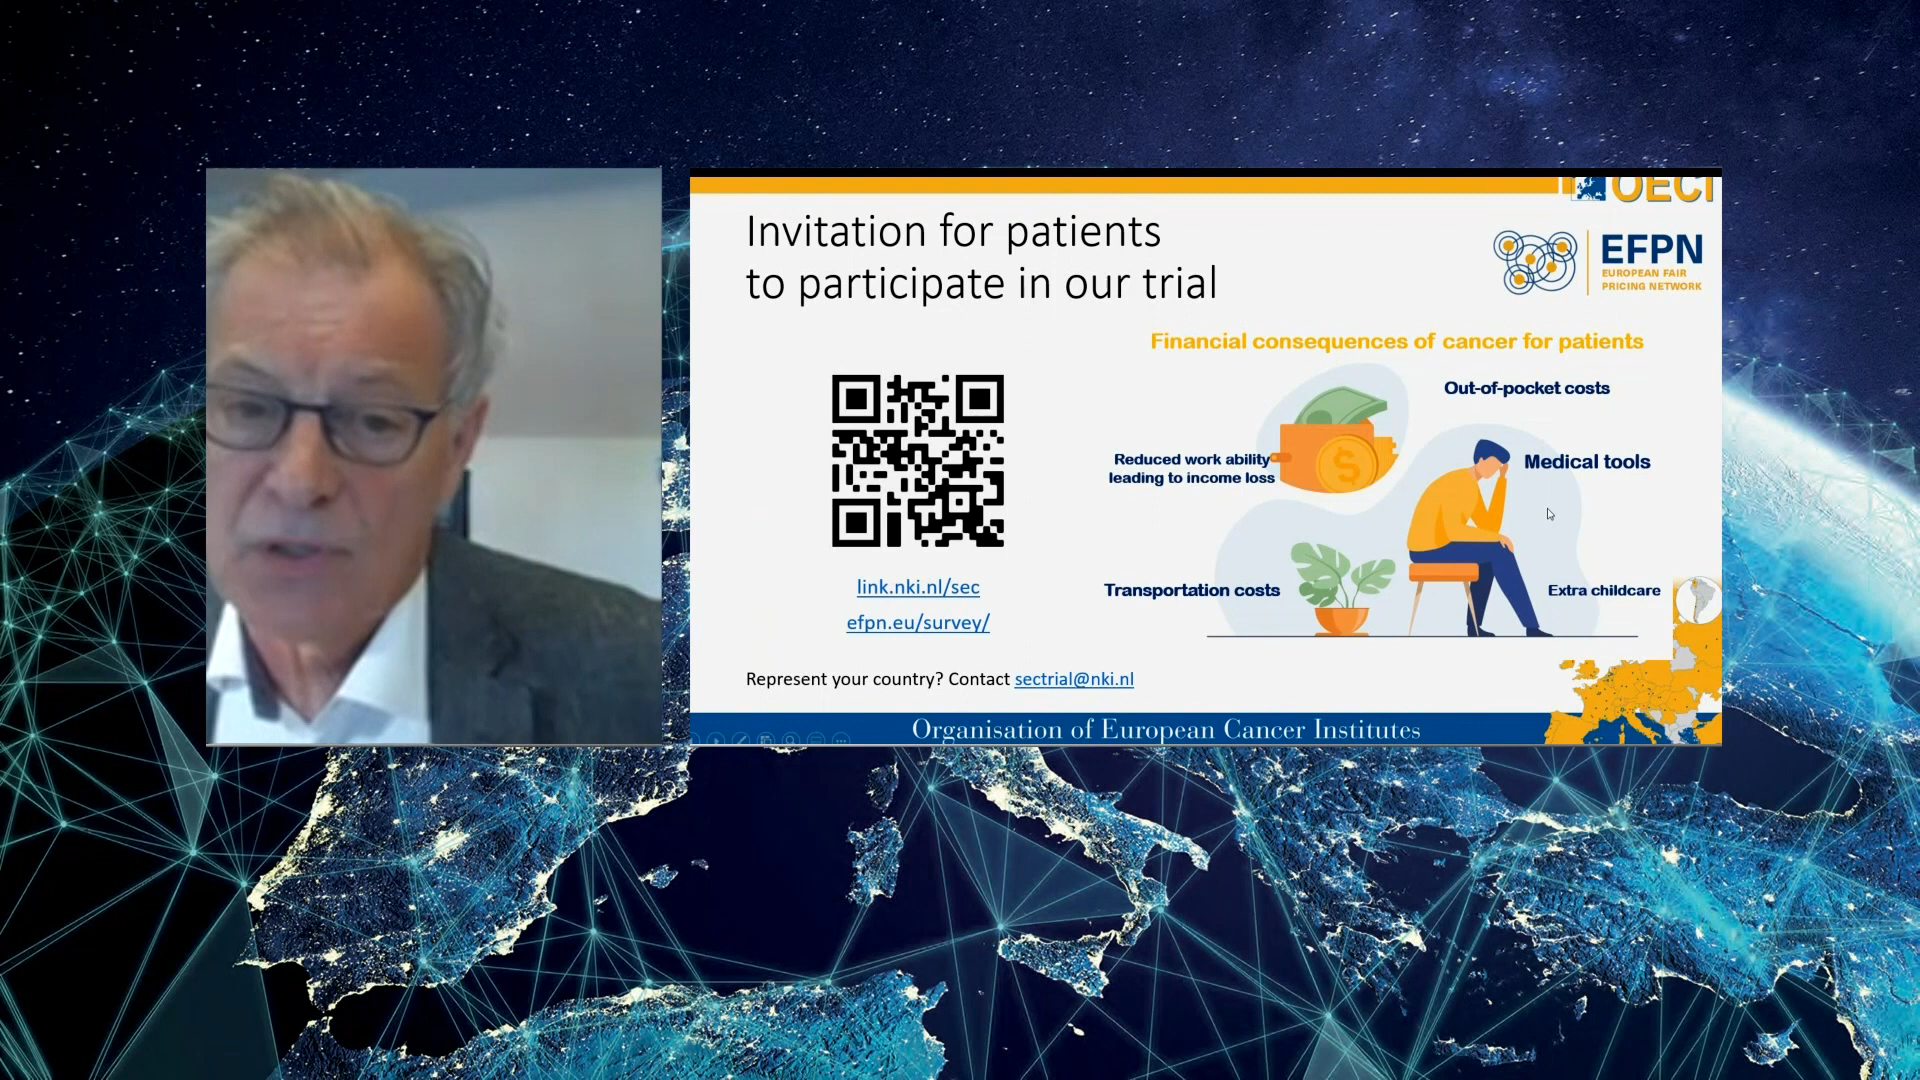 OECI
Invitation for patients
to participate in our trial
EFPN
EUROPEAN FAIR
PRICING NETWORK
Financial consequences of cancer for patients
Out-of-pocket costs
Reduced work ability
leading to income loss
Medical tools
Transportation costs
Extra childcare
link.nki.nl/sec
efpn.eu/survey/
Represent your country? Contact sectrial@nki.nl
Organisation of European Cancer Institutes